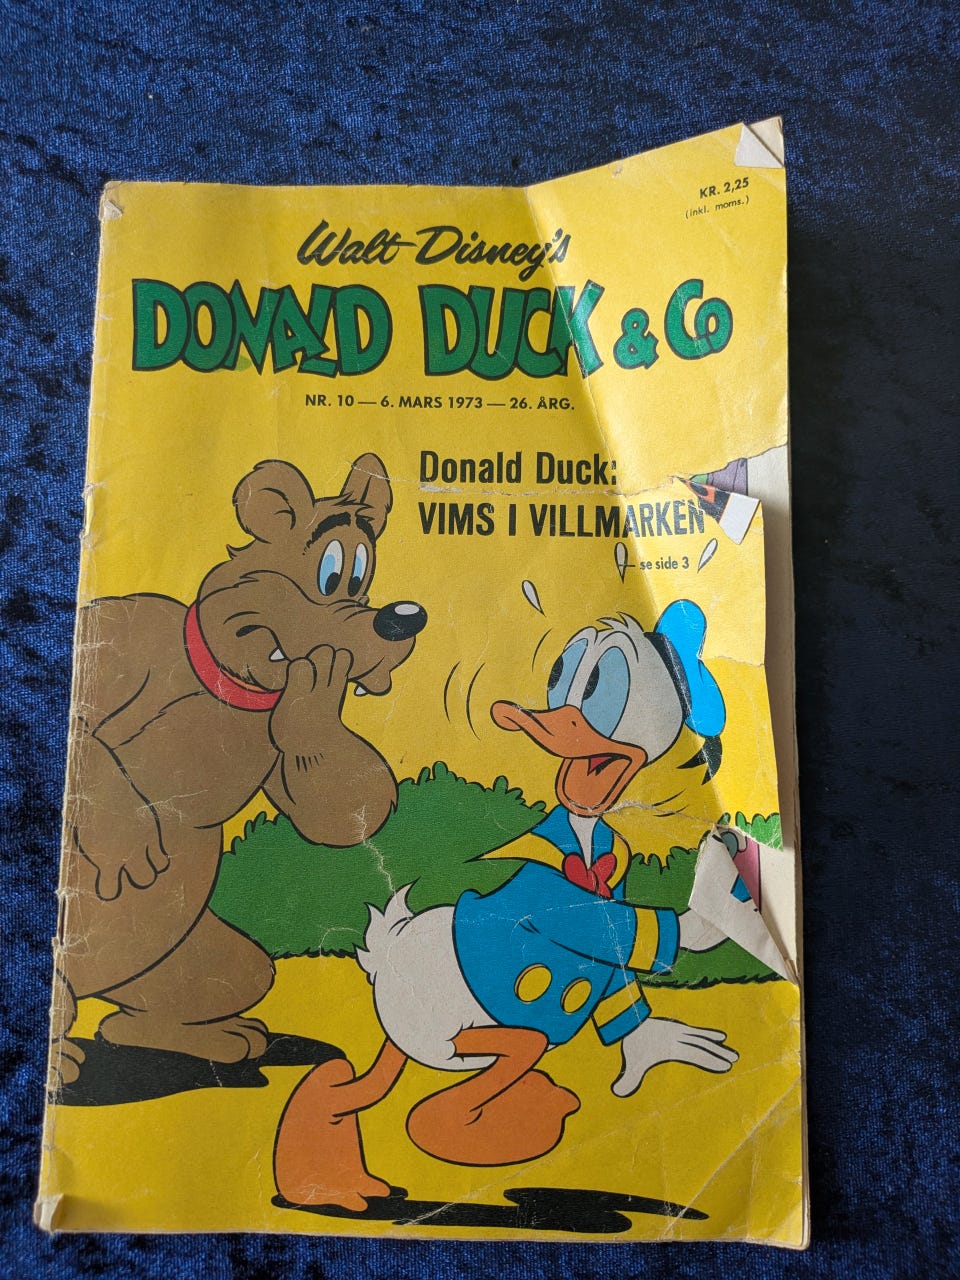 KR. 2,25
(inkl. moms.)
Walt Disney's
DONALD DUCK & Co
NR. 10 — 6. MARS 1973 — 26. ÅRG.
Donald Duck:
VIMS I VILLMARKEN
— se side 3